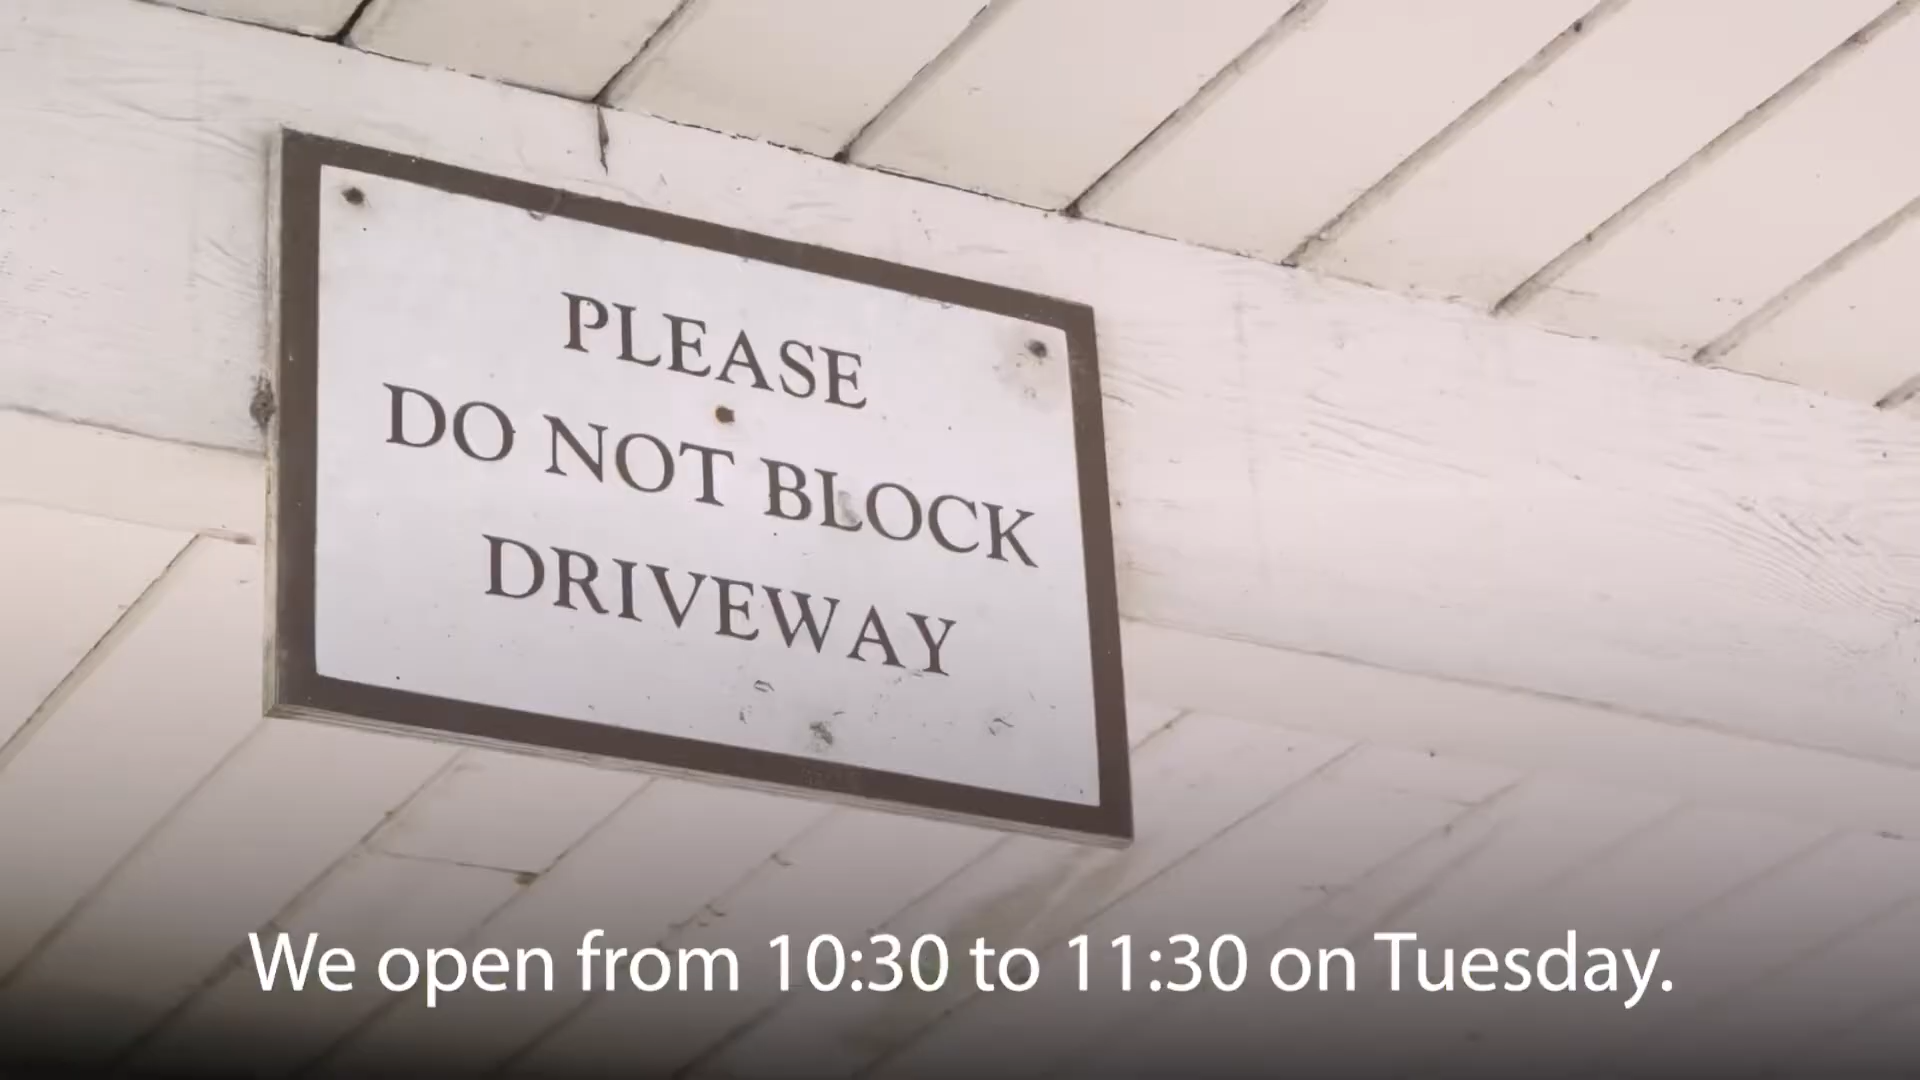 PLEASE
DO NOT BLOCK
DRIVEWAY
We open from 10:30 to 11:30 on Tuesday.